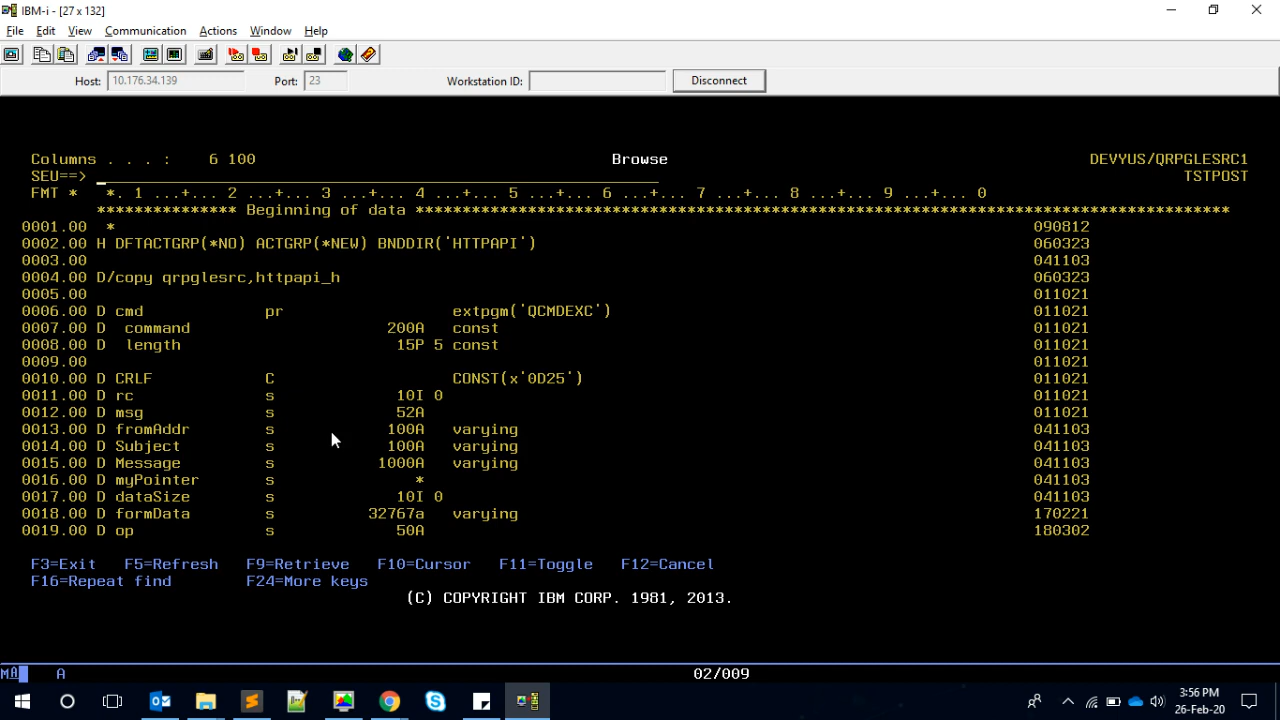 IBM-i - [27 x 132]
File Edit View Communication Actions Window Help
Host: 10.176.34.139 Port: 23 Workstation ID: Disconnect
Columns . . . : 6 100 Browse DEVYUS/QRPGLESRC1
SEU==> TSTPOST
FMT * *. 1 ...+... 2 ...+... 3 ...+... 4 ...+... 5 ...+... 6 ...+... 7 ...+... 8 ...+... 9 ...+... 0
*************** Beginning of data ***************************************************************************************
0001.00 * 090812
0002.00 H DFTACTGRP(*NO) ACTGRP(*NEW) BNDDIR('HTTPAPI') 060323
0003.00 041103
0004.00 D/copy qrpglesrc,httpapi_h 060323
0005.00 011021
0006.00 D cmd pr extpgm('QCMDEXC') 011021
0007.00 D command 200A const 011021
0008.00 D length 15P 5 const 011021
0009.00 011021
0010.00 D CRLF C CONST(x'0D25') 011021
0011.00 D rc s 10I 0 011021
0012.00 D msg s 52A 011021
0013.00 D fromAddr s 100A varying 041103
0014.00 D Subject s 100A varying 041103
0015.00 D Message s 1000A varying 041103
0016.00 D myPointer s * 041103
0017.00 D dataSize s 10I 0 041103
0018.00 D formData s 32767a varying 170221
0019.00 D op s 50A 180302
F3=Exit F5=Refresh F9=Retrieve F10=Cursor F11=Toggle F12=Cancel
F16=Repeat find F24=More keys
(C) COPYRIGHT IBM CORP. 1981, 2013.
MA A 02/009
3:56 PM
26-Feb-20